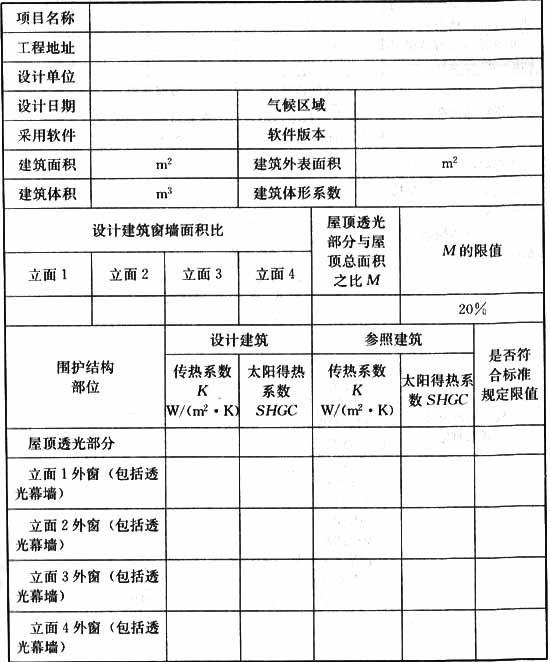 项目名称
工程地址
设计单位
设计日期 气候区域
采用软件 软件版本
建筑面积 m² 建筑外表面积 m²
建筑体积 m³ 建筑体形系数
设计建筑窗墙面积比
屋顶透光
部分与屋
顶总面积
之比 M
M 的限值
立面 1 立面 2 立面 3 立面 4
20%
围护结构
部位
设计建筑 参照建筑
是否符
合标准
规定限值
传热系数
K
W/(m²·K)
太阳得热
系数
SHGC
传热系数
K
W/(m²·K)
太阳得热系
数 SHGC
屋顶透光部分
立面 1 外窗（包括透
光幕墙）
立面 2 外窗（包括透
光幕墙）
立面 3 外窗（包括透
光幕墙）
立面 4 外窗（包括透
光幕墙）